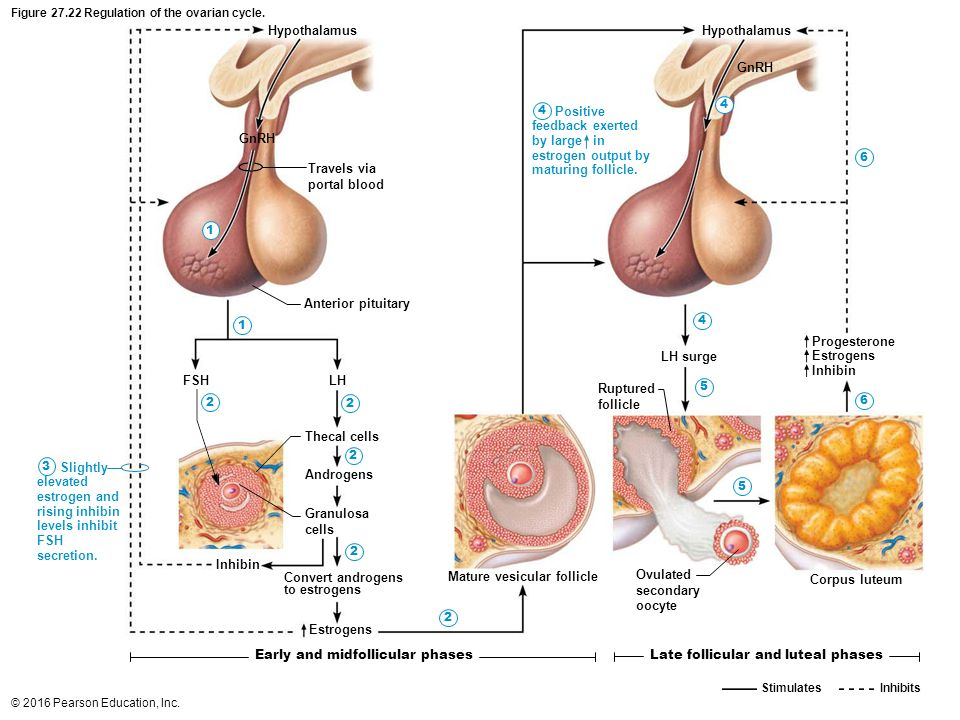 Figure 27.22 Regulation of the ovarian cycle.
Hypothalamus
GnRH
Travels via
portal blood
1
Anterior pituitary
1
FSH
LH
2
2
Thecal cells
2
Androgens
Granulosa
cells
3 Slightly
elevated
estrogen and
rising inhibin
levels inhibit
FSH
secretion.
2
Inhibin
Convert androgens
to estrogens
↑ Estrogens
2
Mature vesicular follicle
Early and midfollicular phases
Hypothalamus
GnRH
4
4 Positive
feedback exerted
by large ↑ in
estrogen output by
maturing follicle.
6
4
LH surge
↑ Progesterone
↑ Estrogens
↑ Inhibin
5
Ruptured
follicle
6
5
Ovulated
secondary
oocyte
Corpus luteum
Late follicular and luteal phases
Stimulates
Inhibits
© 2016 Pearson Education, Inc.